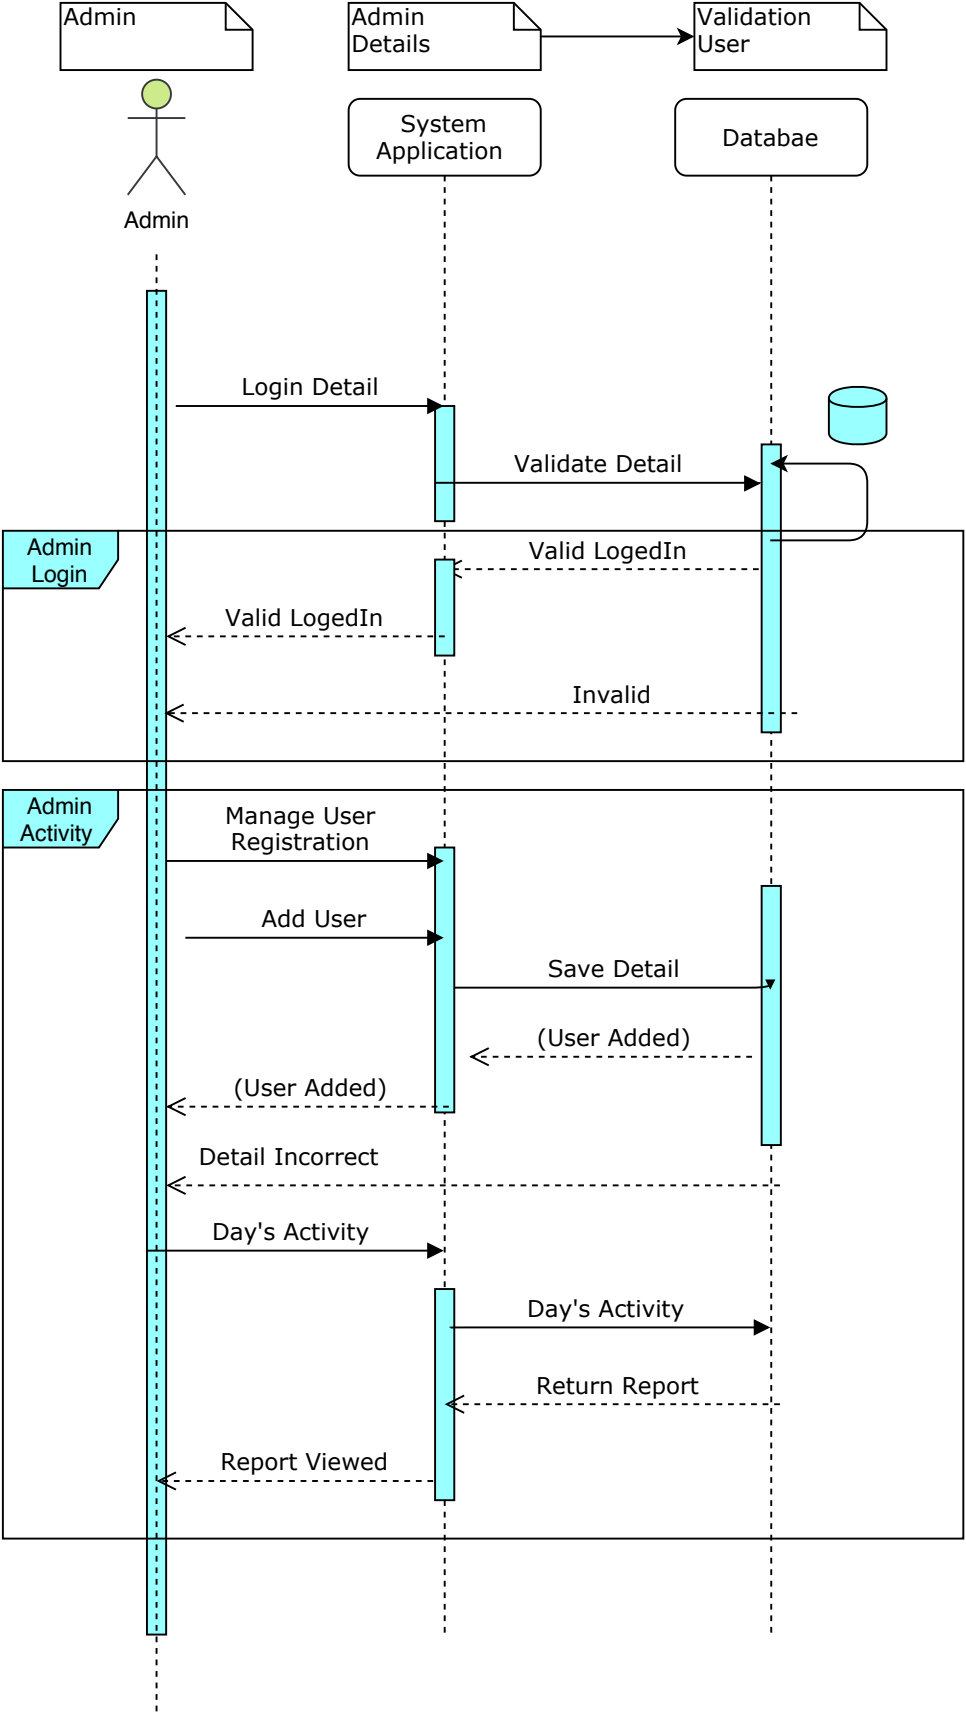 Admin
Admin
Details
Validation
User
System
Application
Databae
Admin
Login Detail
Validate Detail
Admin
Login
Valid LogedIn
Valid LogedIn
Invalid
Admin
Activity
Manage User
Registration
Add User
Save Detail
(User Added)
(User Added)
Detail Incorrect
Day's Activity
Day's Activity
Return Report
Report Viewed